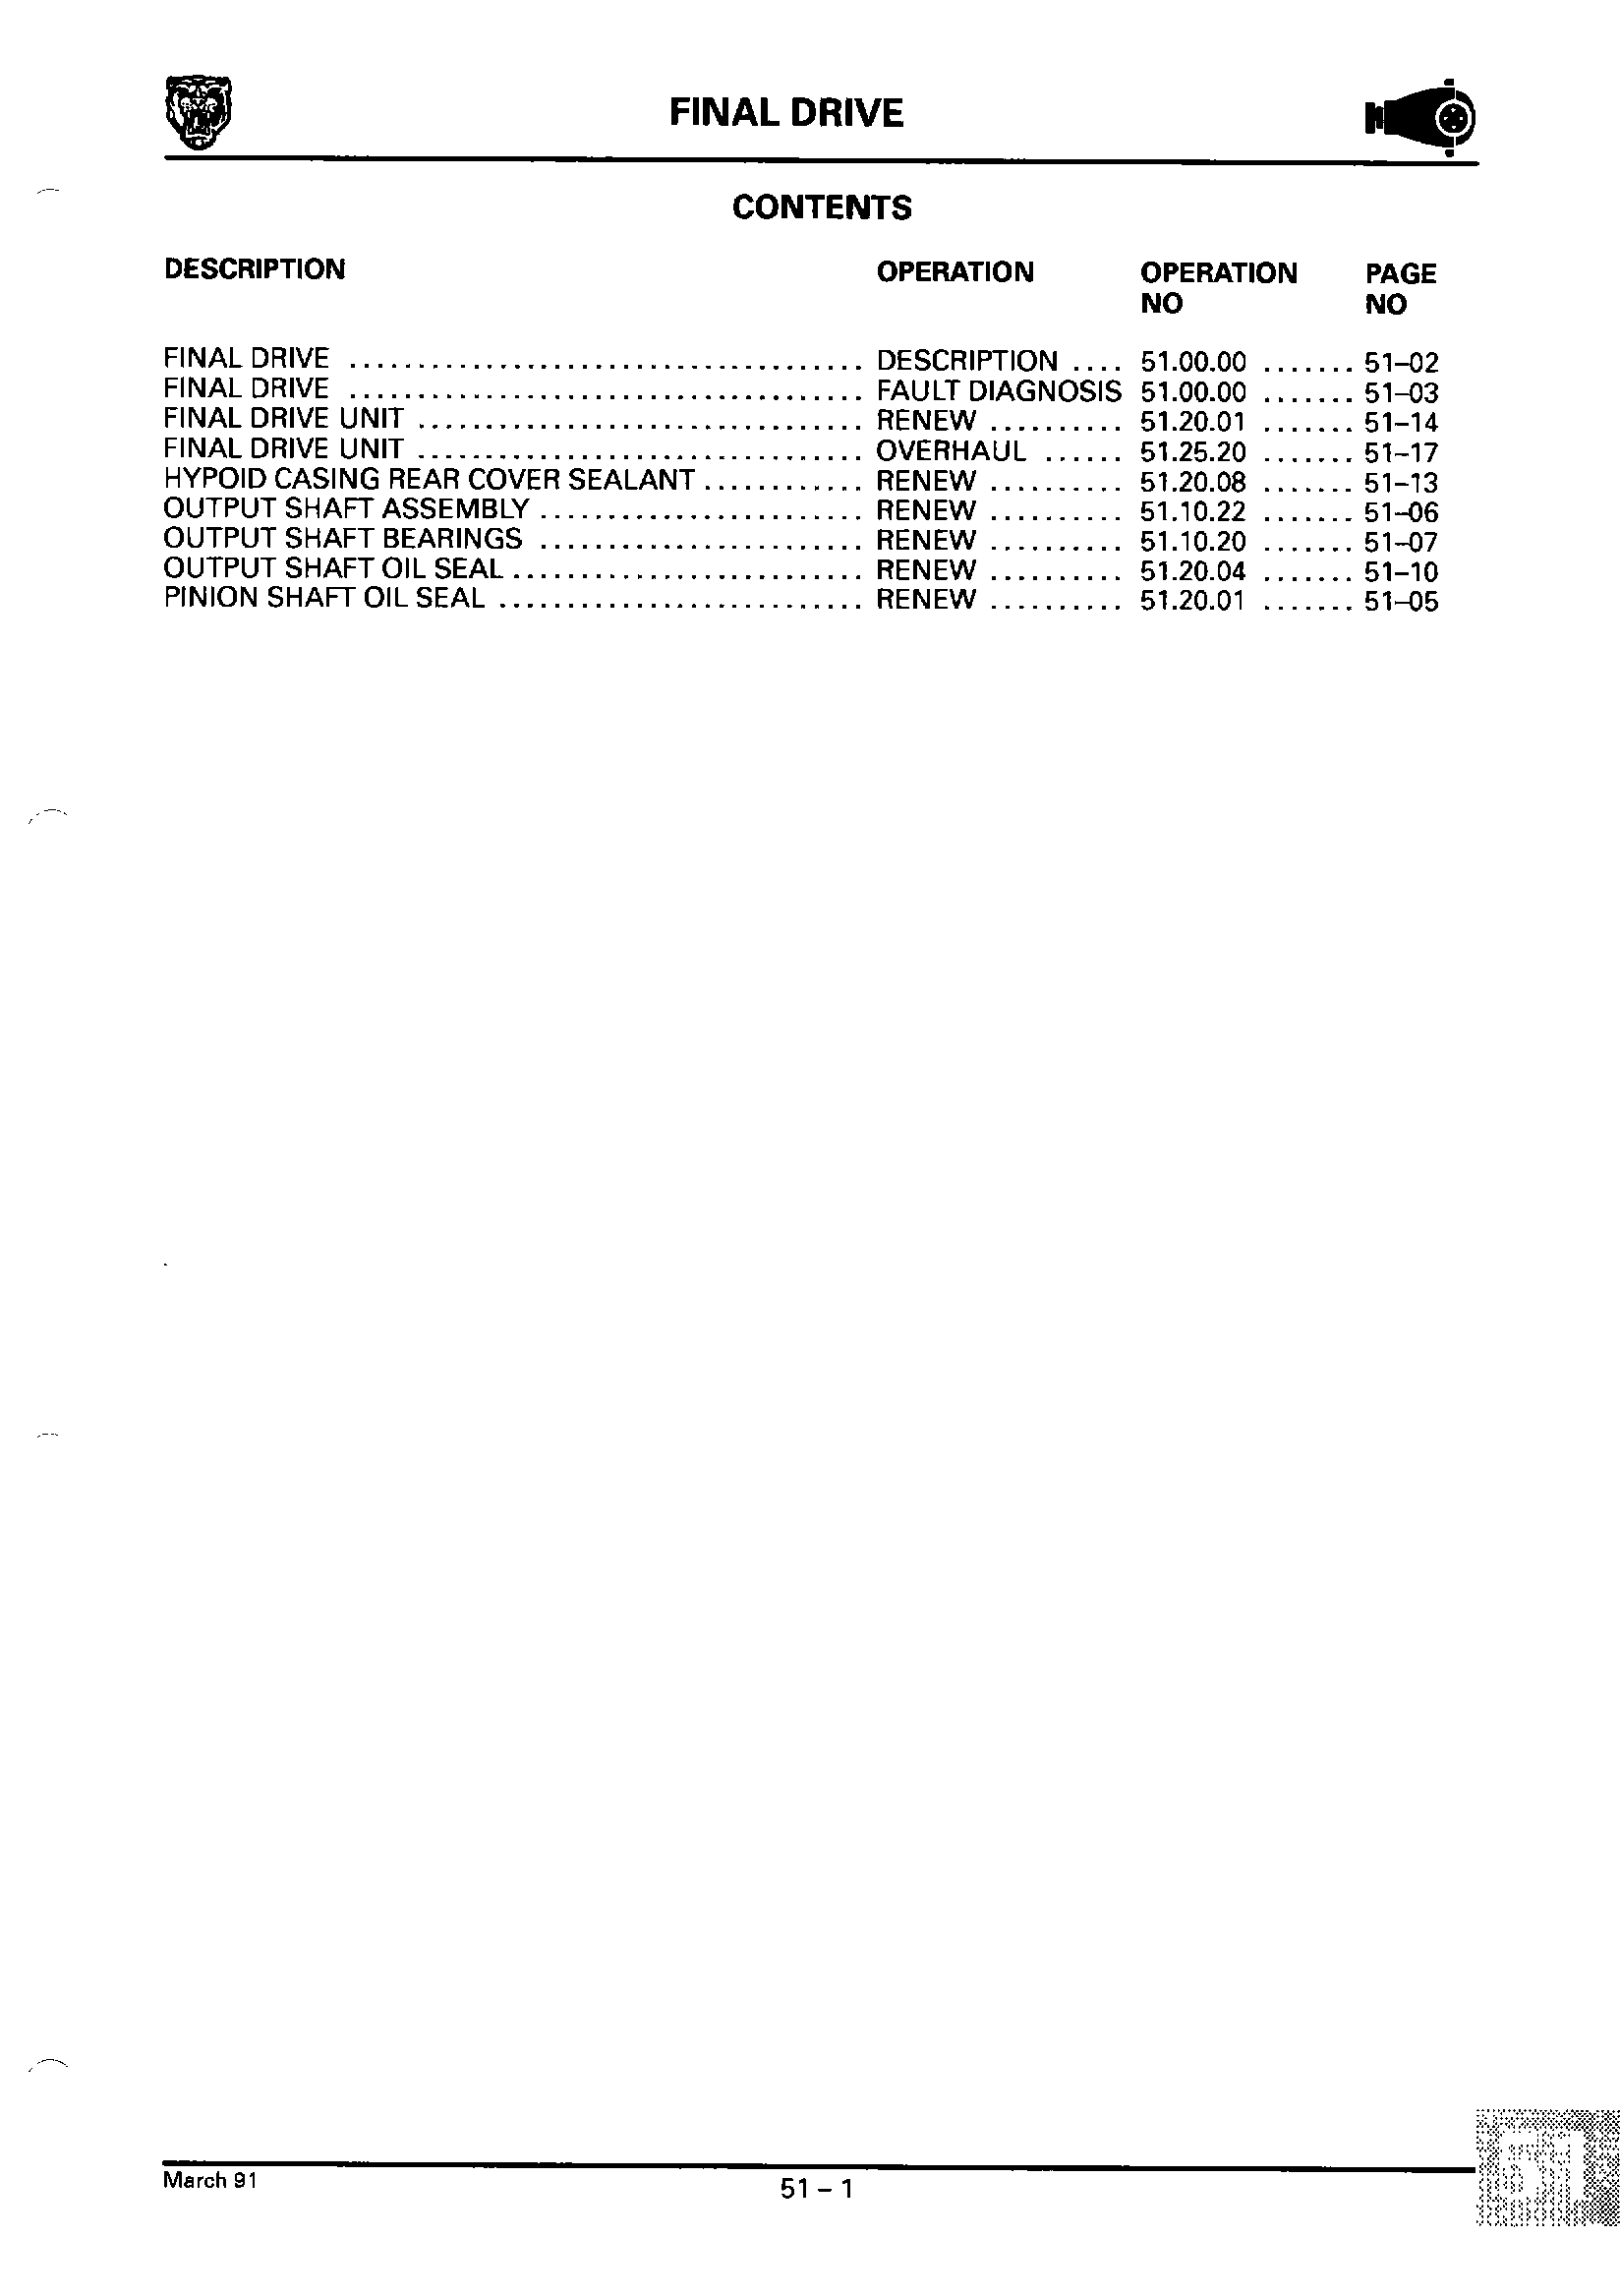 FINAL DRIVE
CONTENTS
DESCRIPTION OPERATION OPERATION NO PAGE NO
FINAL DRIVE ...................................... DESCRIPTION .... 51.00.00 ....... 51–02
FINAL DRIVE ...................................... FAULT DIAGNOSIS 51.00.00 ....... 51–03
FINAL DRIVE UNIT ................................. RENEW .......... 51.20.01 ....... 51–14
FINAL DRIVE UNIT ................................. OVERHAUL ...... 51.25.20 ....... 51–17
HYPOID CASING REAR COVER SEALANT ............ RENEW .......... 51.20.08 ....... 51–13
OUTPUT SHAFT ASSEMBLY ........................ RENEW .......... 51.10.22 ....... 51–06
OUTPUT SHAFT BEARINGS ........................ RENEW .......... 51.10.20 ....... 51–07
OUTPUT SHAFT OIL SEAL .......................... RENEW .......... 51.20.04 ....... 51–10
PINION SHAFT OIL SEAL ........................... RENEW .......... 51.20.01 ....... 51–05
March 91
51 – 1
51